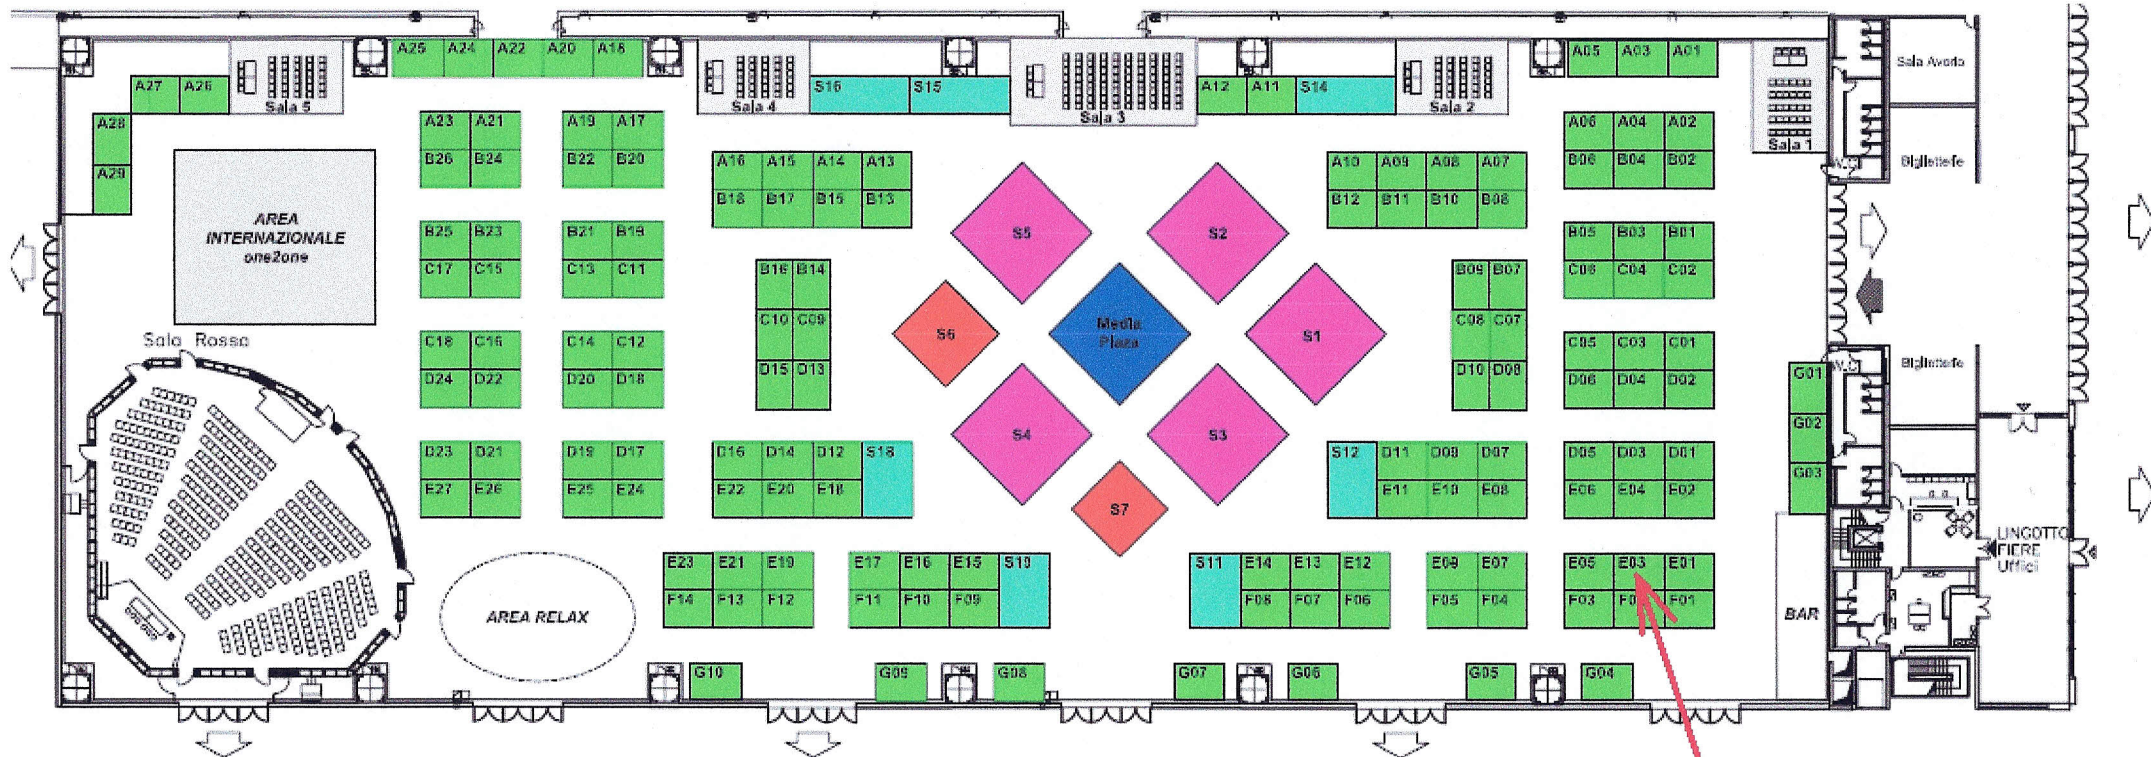 A25 A24 A22 A20 A18
A05 A03 A01
Sala Avorio
A27 A26
Sala 5
Sala 4
S16 S15
Sala 3
A12 A11 S14
Sala 2
Sala 1
A28
A29
A23 A21
B26 B24
A19 A17
B22 B20
A16 A15 A14 A13
B18 B17 B15 B13
A10 A09 A08 A07
B12 B11 B10 B08
A06 A04 A02
B06 B04 B02
W.C.
Biglietterie
AREA
INTERNAZIONALE
one2one
S5
S2
B25 B23
C17 C15
B21 B19
C13 C11
B05 B03 B01
C06 C04 C02
B16 B14
C10 C09
D15 D13
S6
Media
Plaza
S1
B09 B07
C08 C07
D10 D08
Sala Rossa
C18 C16
D24 D22
C14 C12
D20 D18
C05 C03 C01
D06 D04 D02
G01
G02
G03
W.C.
Biglietterie
S4
S3
D23 D21
E27 E26
D19 D17
E25 E24
D16 D14 D12 S18
E22 E20 E18
S12 D11 D09 D07
E11 E10 E08
D05 D03 D01
E06 E04 E02
S7
LINGOTTO
FIERE
Uffici
E23 E21 E19
F14 F13 F12
E17 E16 E15 S10
F11 F10 F09
S11 E14 E13 E12
F08 F07 F06
E09 E07
F05 F04
E05 E03 E01
F03 F01
AREA RELAX
BAR
G10 G09 G08 G07 G06 G05 G04